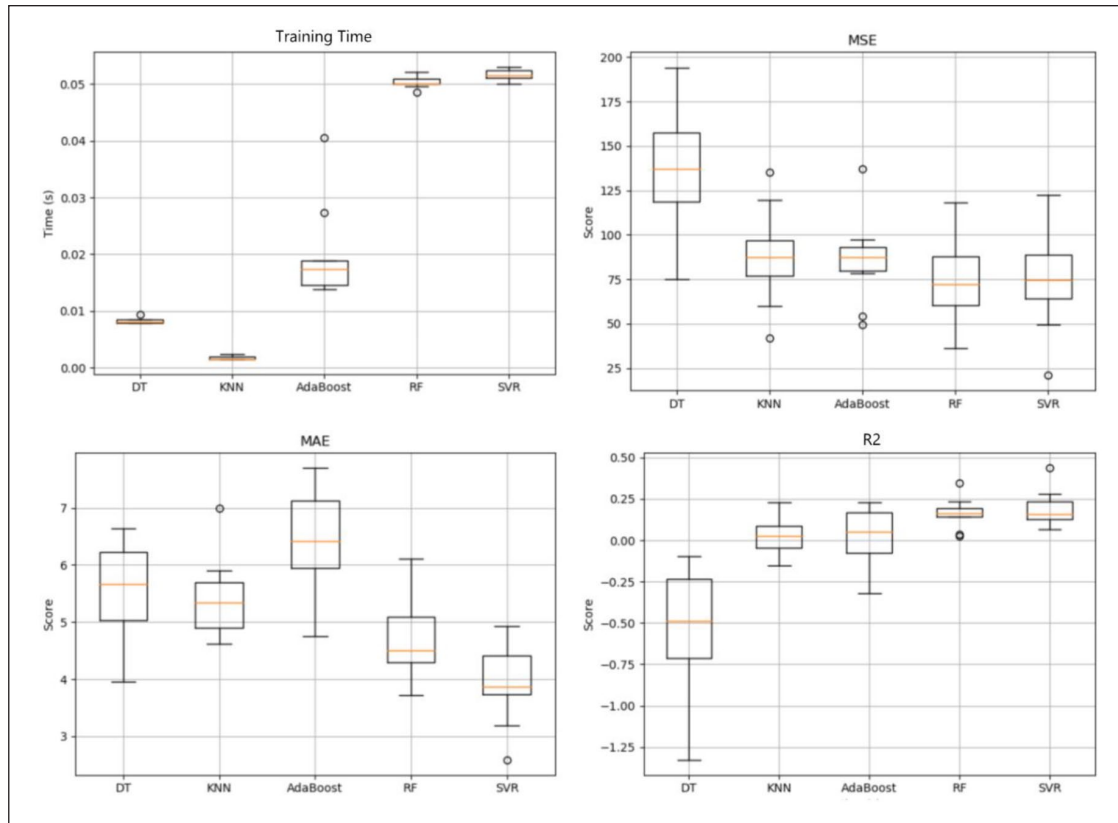 Training Time
Time (s)
0.05
0.04
0.03
0.02
0.01
0.00
DT KNN AdaBoost RF SVR
MSE
Score
200
175
150
125
100
75
50
25
DT KNN AdaBoost RF SVR
MAE
Score
7
6
5
4
3
DT KNN AdaBoost RF SVR
R2
Score
0.50
0.25
0.00
−0.25
−0.50
−0.75
−1.00
−1.25
DT KNN AdaBoost RF SVR